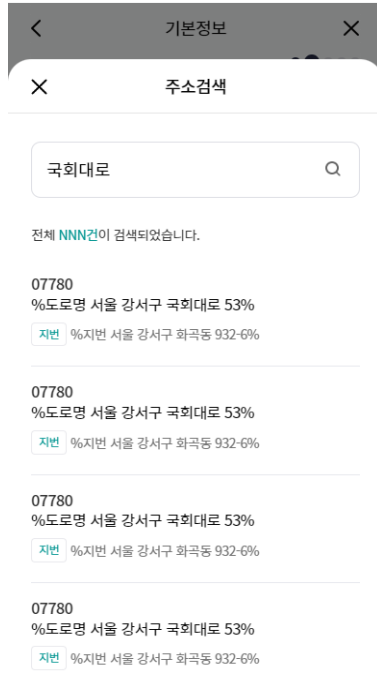 기본정보
주소검색
국회대로
전체 NNN건이 검색되었습니다.
07780
%도로명 서울 강서구 국회대로 53%
지번 %지번 서울 강서구 화곡동 932-6%
07780
%도로명 서울 강서구 국회대로 53%
지번 %지번 서울 강서구 화곡동 932-6%
07780
%도로명 서울 강서구 국회대로 53%
지번 %지번 서울 강서구 화곡동 932-6%
07780
%도로명 서울 강서구 국회대로 53%
지번 %지번 서울 강서구 화곡동 932-6%